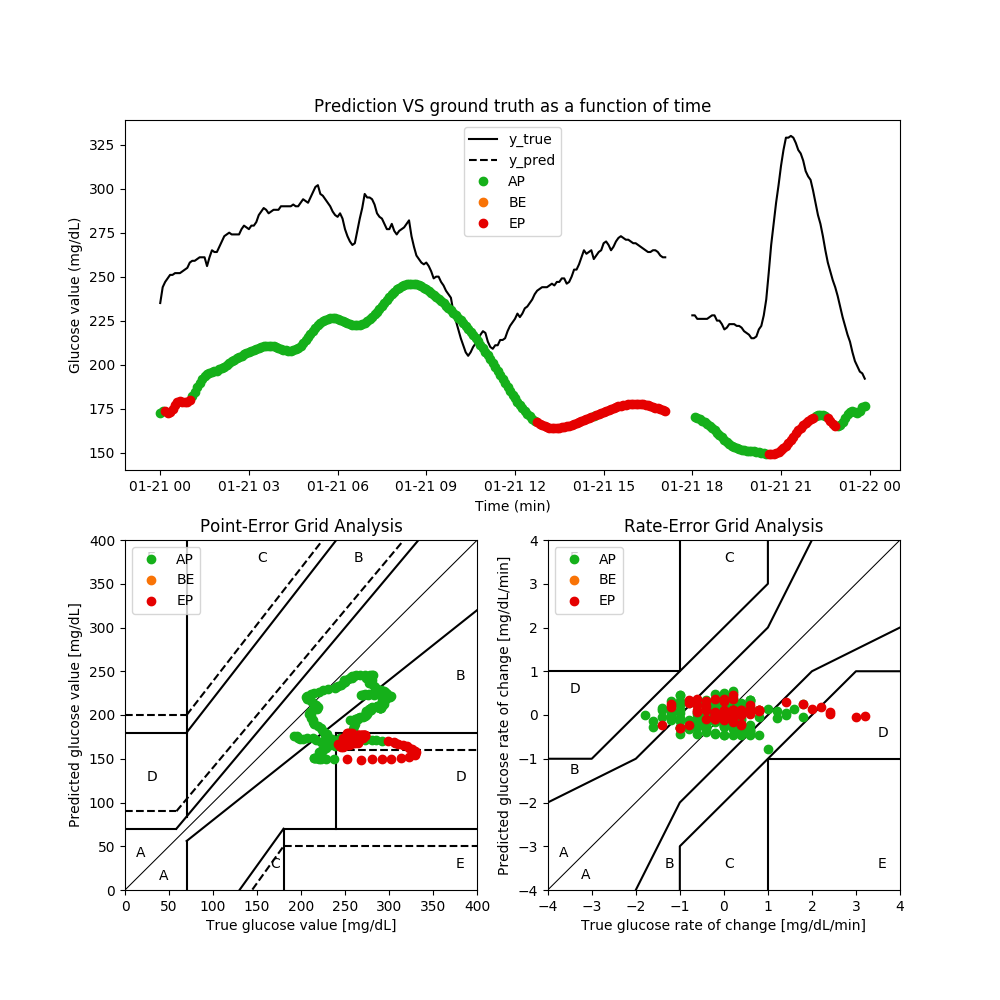 Prediction VS ground truth as a function of time
y_true
y_pred
AP
BE
EP
325
300
275
250
225
200
175
150
Glucose value (mg/dL)
01-21 00 01-21 03 01-21 06 01-21 09 01-21 12 01-21 15 01-21 18 01-21 21 01-22 00
Time (min)
Point-Error Grid Analysis
AP
BE
EP
C
B
B
D
D
A
A
C
E
400
350
300
250
200
150
100
50
0
Predicted glucose value [mg/dl]
0 50 100 150 200 250 300 350 400
True glucose value [mg/dL]
Rate-Error Grid Analysis
AP
BE
EP
C
D
D
B
A
A
B
C
E
4
3
2
1
0
−1
−2
−3
−4
Predicted glucose rate of change [mg/dL/min]
−4 −3 −2 −1 0 1 2 3 4
True glucose rate of change [mg/dL/min]